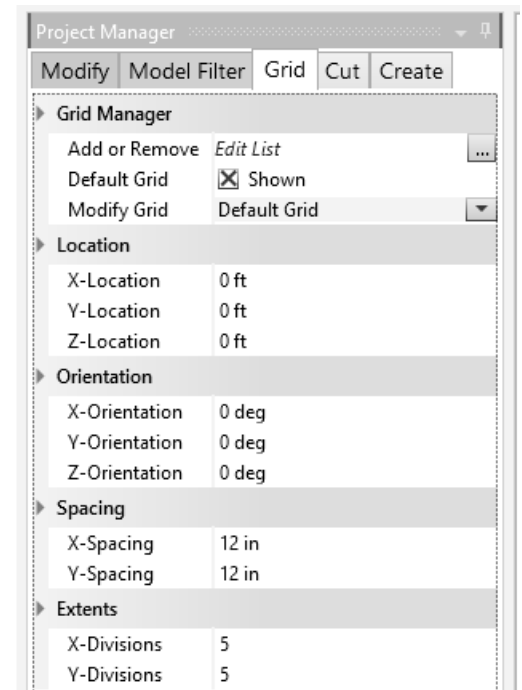 Project Manager
Modify Model Filter Grid Cut Create
Grid Manager
Add or Remove Edit List ...
Default Grid Shown
Modify Grid Default Grid
Location
X-Location 0 ft
Y-Location 0 ft
Z-Location 0 ft
Orientation
X-Orientation 0 deg
Y-Orientation 0 deg
Z-Orientation 0 deg
Spacing
X-Spacing 12 in
Y-Spacing 12 in
Extents
X-Divisions 5
Y-Divisions 5